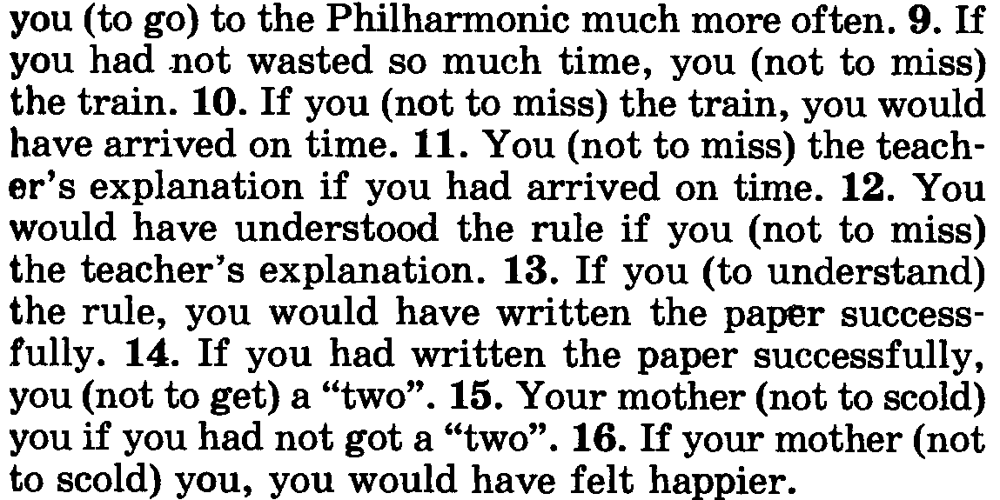 you (to go) to the Philharmonic much more often. 9. If
you had not wasted so much time, you (not to miss)
the train. 10. If you (not to miss) the train, you would
have arrived on time. 11. You (not to miss) the teach-
er's explanation if you had arrived on time. 12. You
would have understood the rule if you (not to miss)
the teacher's explanation. 13. If you (to understand)
the rule, you would have written the paper success-
fully. 14. If you had written the paper successfully,
you (not to get) a “two”. 15. Your mother (not to scold)
you if you had not got a “two”. 16. If your mother (not
to scold) you, you would have felt happier.